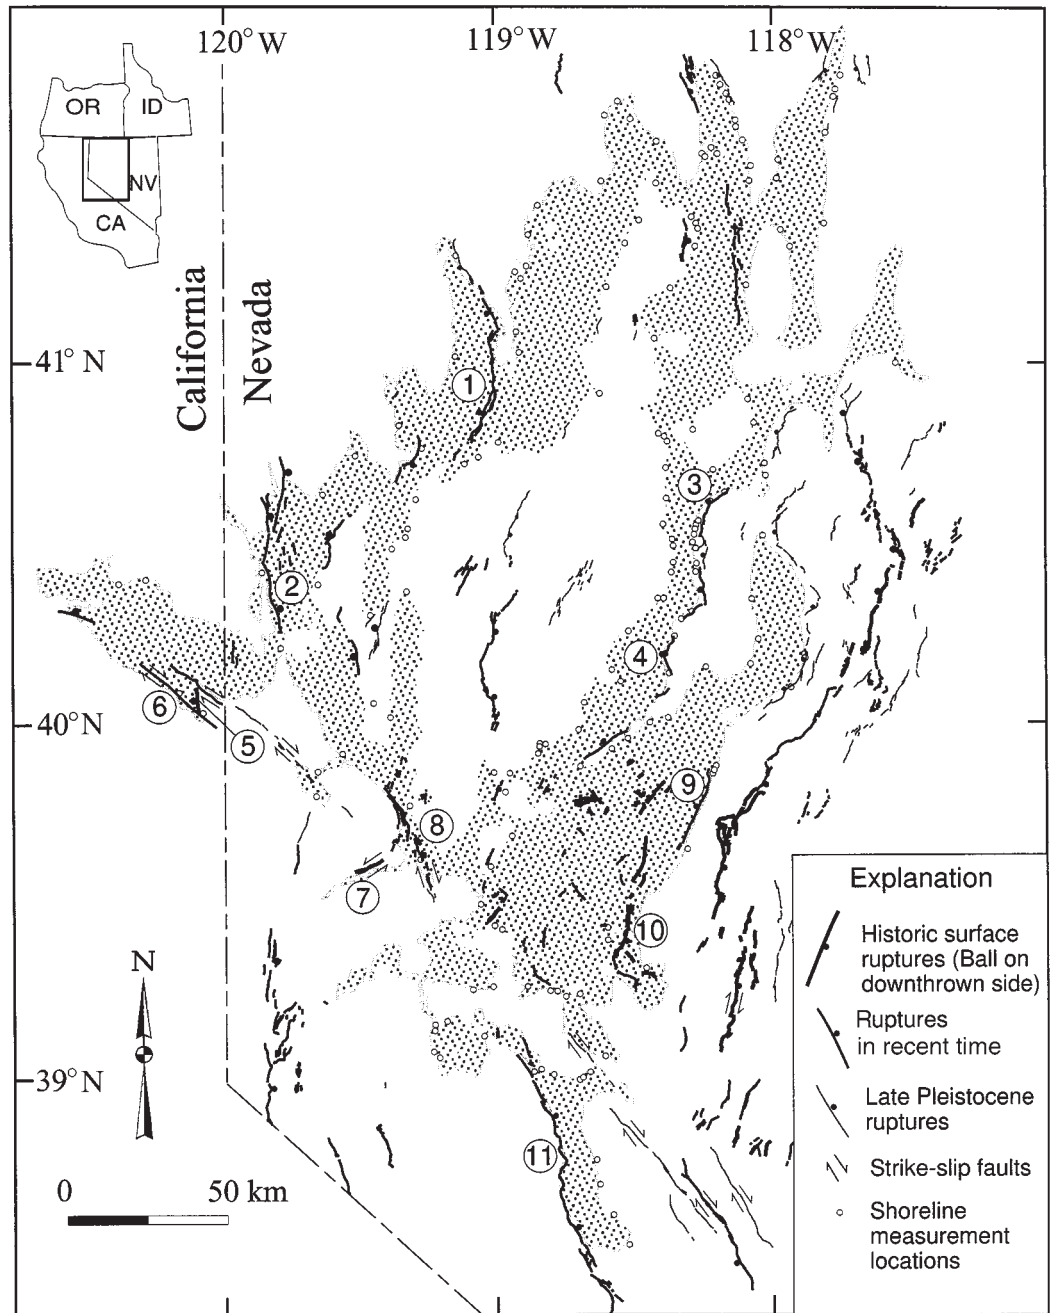 120° W
119° W
118° W
OR
ID
NV
CA
California
Nevada
41° N
40° N
39° N
1
2
3
4
5
6
7
8
9
10
11
N
0
50 km
Explanation
Historic surface
ruptures (Ball on
downthrown side)
Ruptures
in recent time
Late Pleistocene
ruptures
Strike-slip faults
Shoreline
measurement
locations